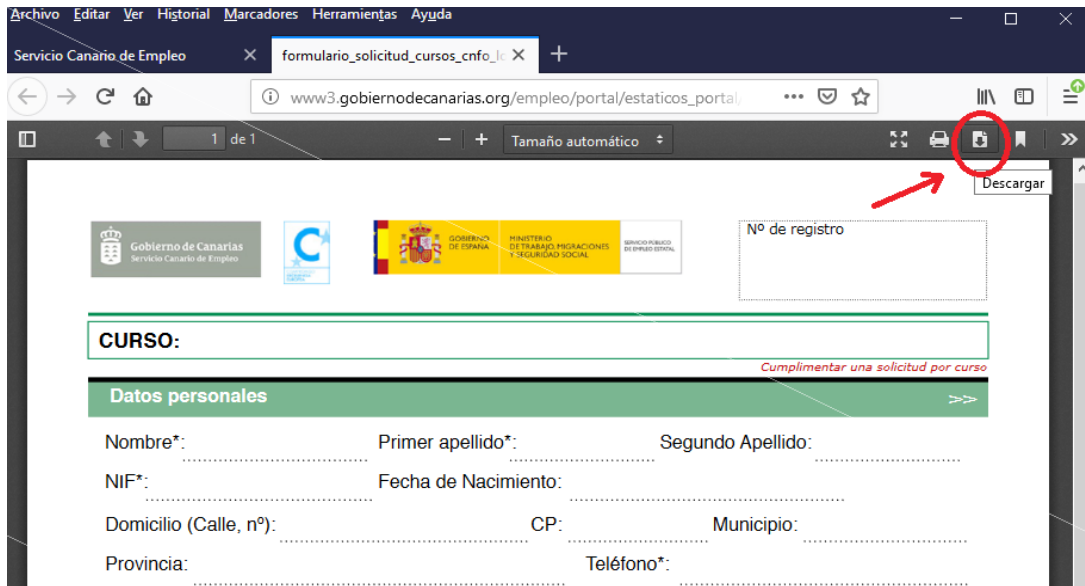 Archivo Editar Ver Historial Marcadores Herramientas Ayuda
Servicio Canario de Empleo formulario_solicitud_cursos_cnfo_lo
www3.gobiernodecanarias.org/empleo/portal/estaticos_portal/
1 de 1 Tamaño automático
Descargar
Gobierno de Canarias
Servicio Canario de Empleo
GOBIERNO
DE ESPAÑA
MINISTERIO
DE TRABAJO, MIGRACIONES
Y SEGURIDAD SOCIAL
SERVICIO PÚBLICO
DE EMPLEO ESTATAL
Nº de registro
CURSO:
Cumplimentar una solicitud por curso
Datos personales >>
Nombre*: Primer apellido*: Segundo Apellido:
NIF*: Fecha de Nacimiento:
Domicilio (Calle, nº): CP: Municipio:
Provincia: Teléfono*: